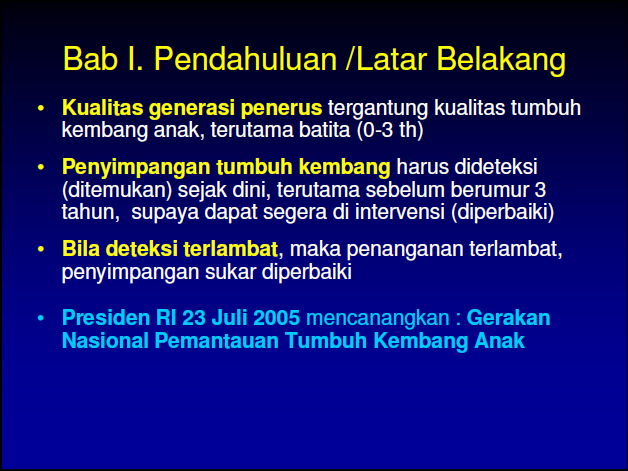 Bab I. Pendahuluan /Latar Belakang
• Kualitas generasi penerus tergantung kualitas tumbuh
kembang anak, terutama batita (0-3 th)
• Penyimpangan tumbuh kembang harus dideteksi
(ditemukan) sejak dini, terutama sebelum berumur 3
tahun, supaya dapat segera di intervensi (diperbaiki)
• Bila deteksi terlambat, maka penanganan terlambat,
penyimpangan sukar diperbaiki
• Presiden RI 23 Juli 2005 mencanangkan : Gerakan
Nasional Pemantauan Tumbuh Kembang Anak